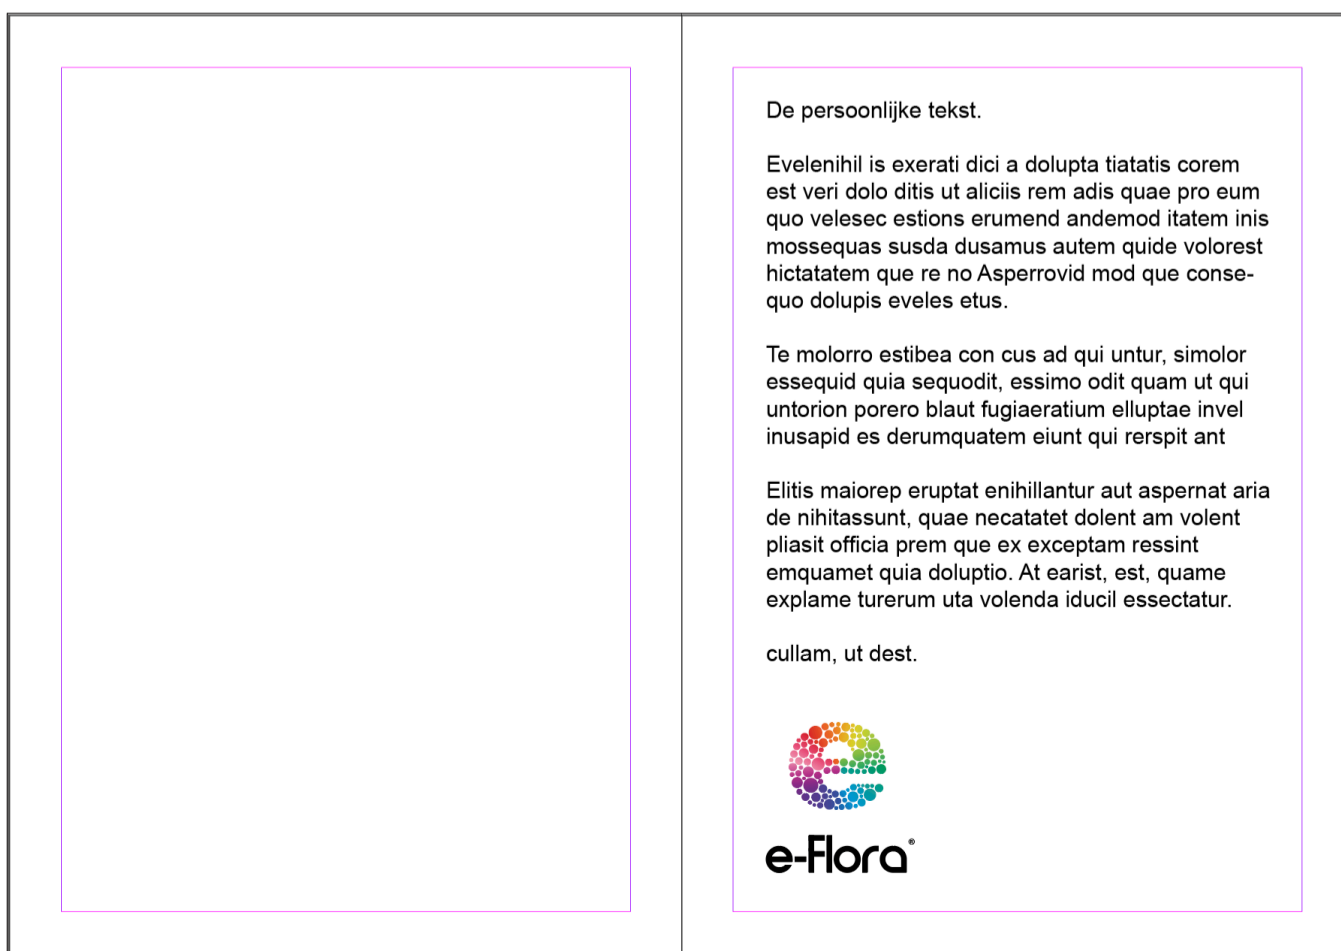 De persoonlijke tekst.
Evelenihil is exerati dici a dolupta tiatatis corem
est veri dolo ditis ut aliciis rem adis quae pro eum
quo velesec estions erumend andemod itatem inis
mossequas susda dusamus autem quide volorest
hictatatem que re no Asperrovid mod que conse-
quo dolupis eveles etus.
Te molorro estibea con cus ad qui untur, simolor
essequid quia sequodit, essimo odit quam ut qui
untorion porero blaut fugiaeratium elluptae invel
inusapid es derumquatem eiunt qui rerspit ant
Elitis maiorep eruptat enihillantur aut aspernat aria
de nihitassunt, quae necatatet dolent am volent
pliasit officia prem que ex exceptam ressint
emquamet quia doluptio. At earist, est, quame
explame turerum uta volenda iducil essectatur.
cullam, ut dest.
e
e-Flora®